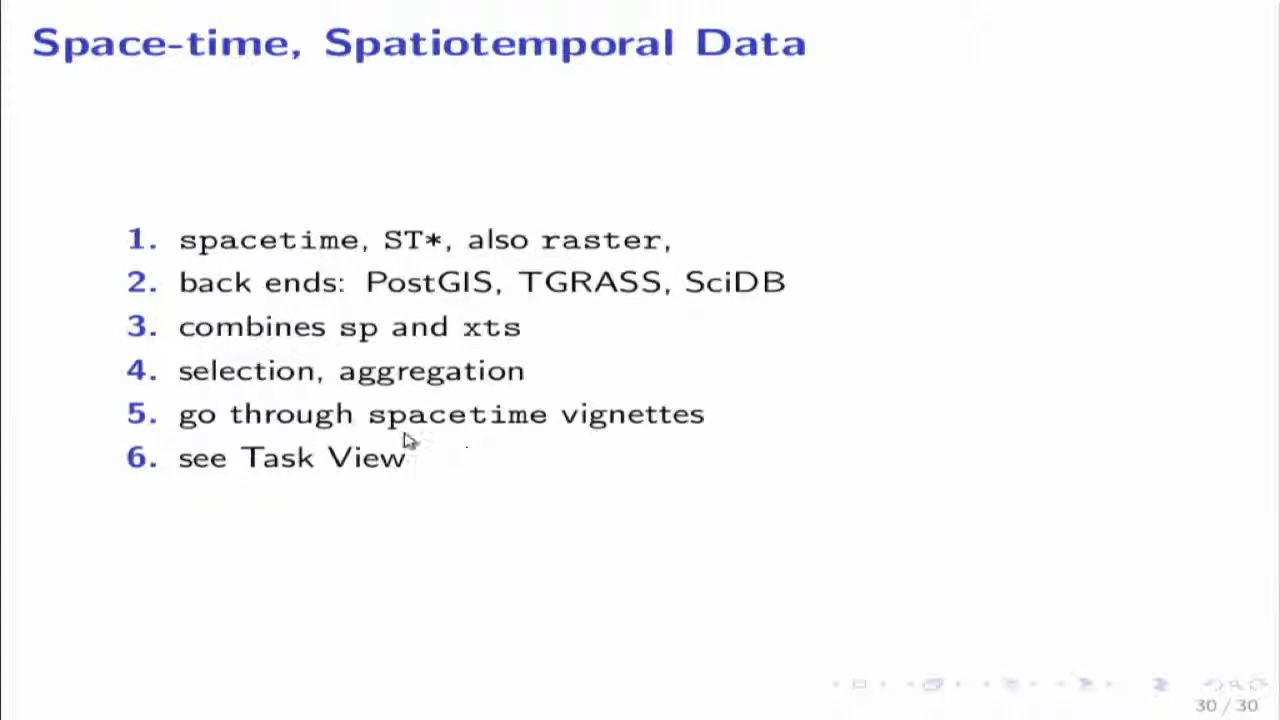 Space-time, Spatiotemporal Data
1. spacetime, ST*, also raster,
2. back ends: PostGIS, TGRASS, SciDB
3. combines sp and xts
4. selection, aggregation
5. go through spacetime vignettes
6. see Task View
30 / 30